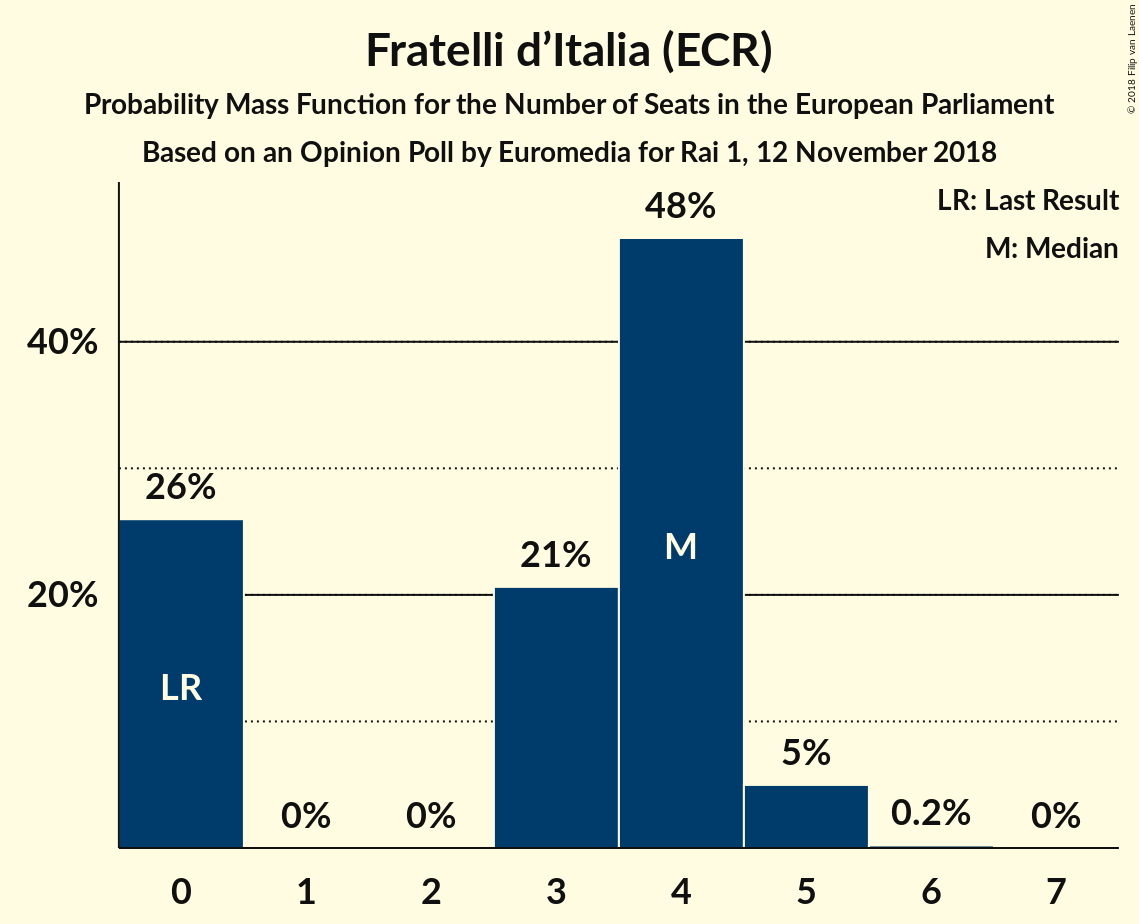 Fratelli d’Italia (ECR)
Probability Mass Function for the Number of Seats in the European Parliament
Based on an Opinion Poll by Euromedia for Rai 1, 12 November 2018
© 2018 Filip van Laenen
LR: Last Result
M: Median
48%
40%
26%
21%
M
20%
LR
5%
0%
0%
0.2%
0%
0 1 2 3 4 5 6 7